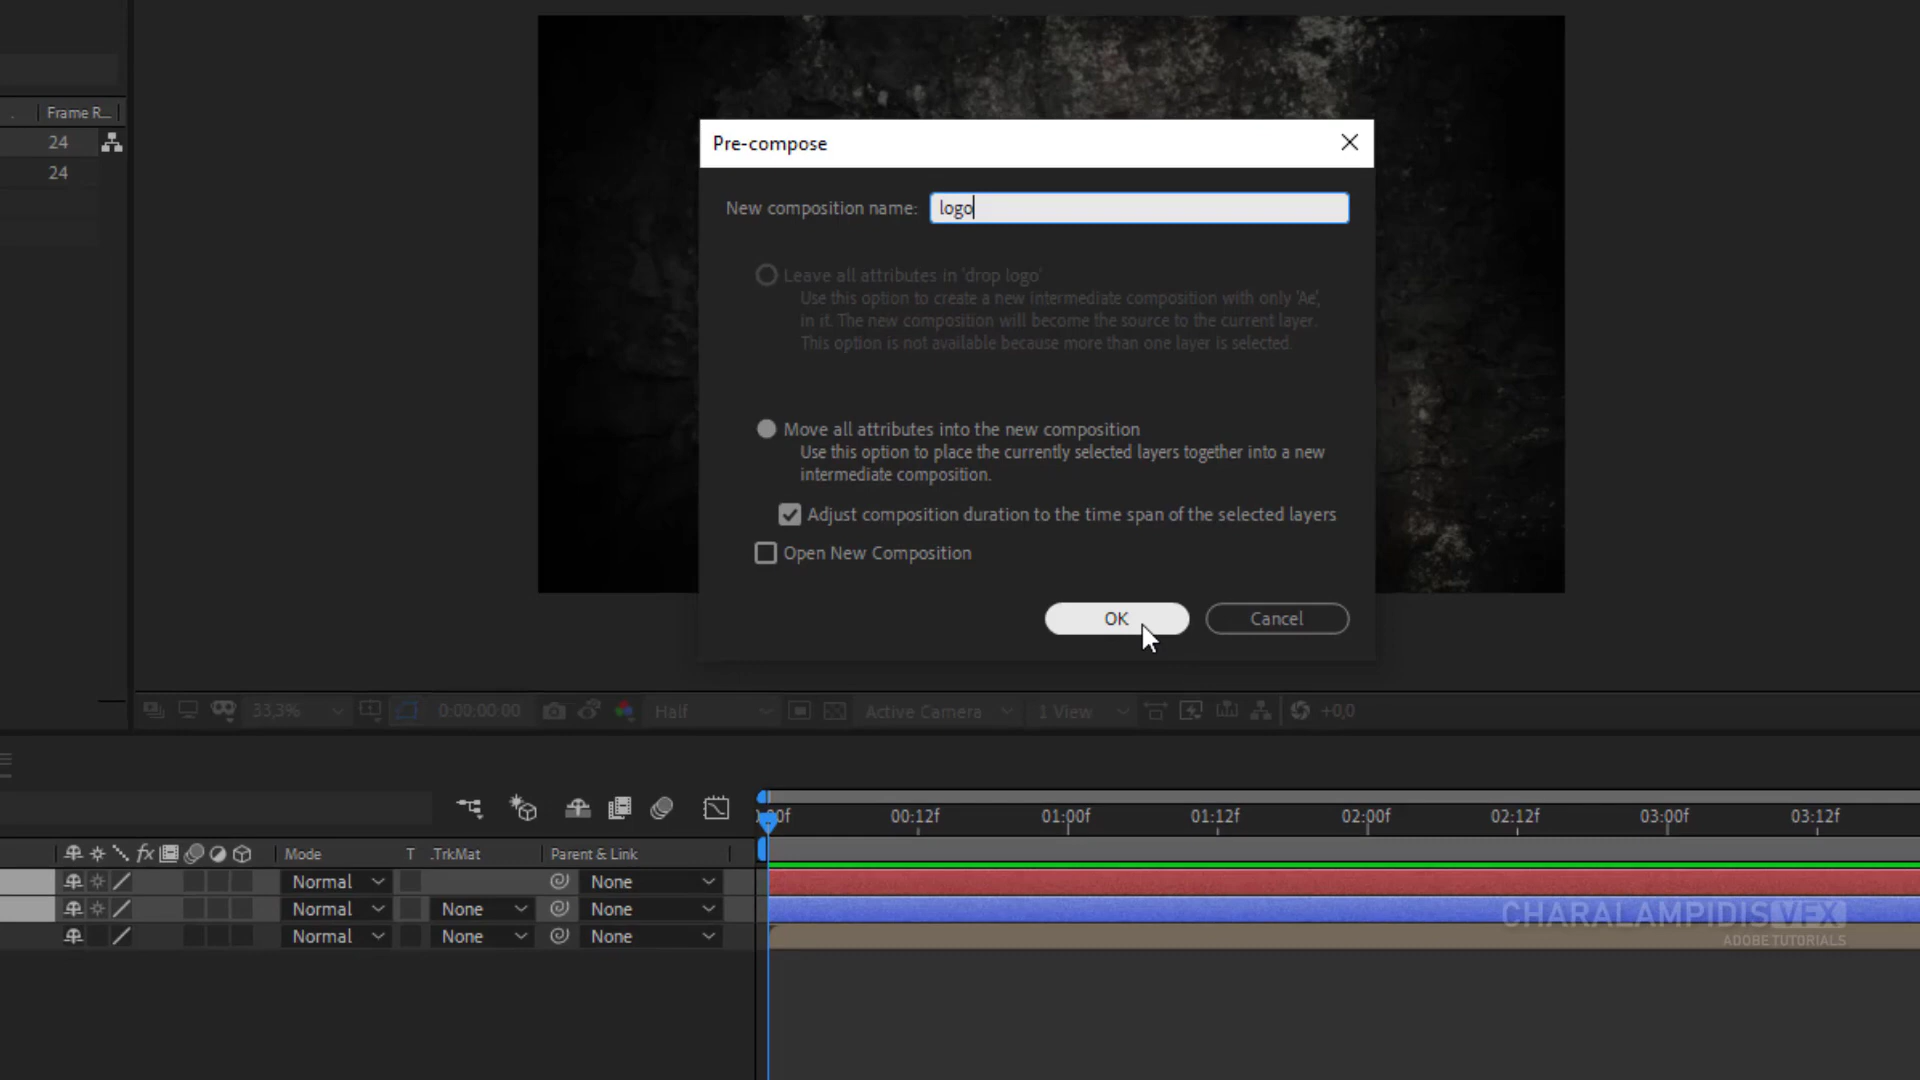 Frame R...
24
24
Pre-compose
New composition name: logo
Leave all attributes in 'drop logo'
Use this option to create a new intermediate composition with only 'Ae',
in it. The new composition will become the source to the current layer.
This option is not available because more than one layer is selected.
Move all attributes into the new composition
Use this option to place the currently selected layers together into a new
intermediate composition.
Adjust composition duration to the time span of the selected layers
Open New Composition
OK Cancel
33,3% 0:00:00:00 Half Active Camera 1 View +0,0
00f 00:12f 01:00f 01:12f 02:00f 02:12f 03:00f 03:12f
fx Mode T .TrkMat Parent & Link
Normal None
Normal None None
Normal None None
CHARALAMPIDISVFX
ADOBE TUTORIALS